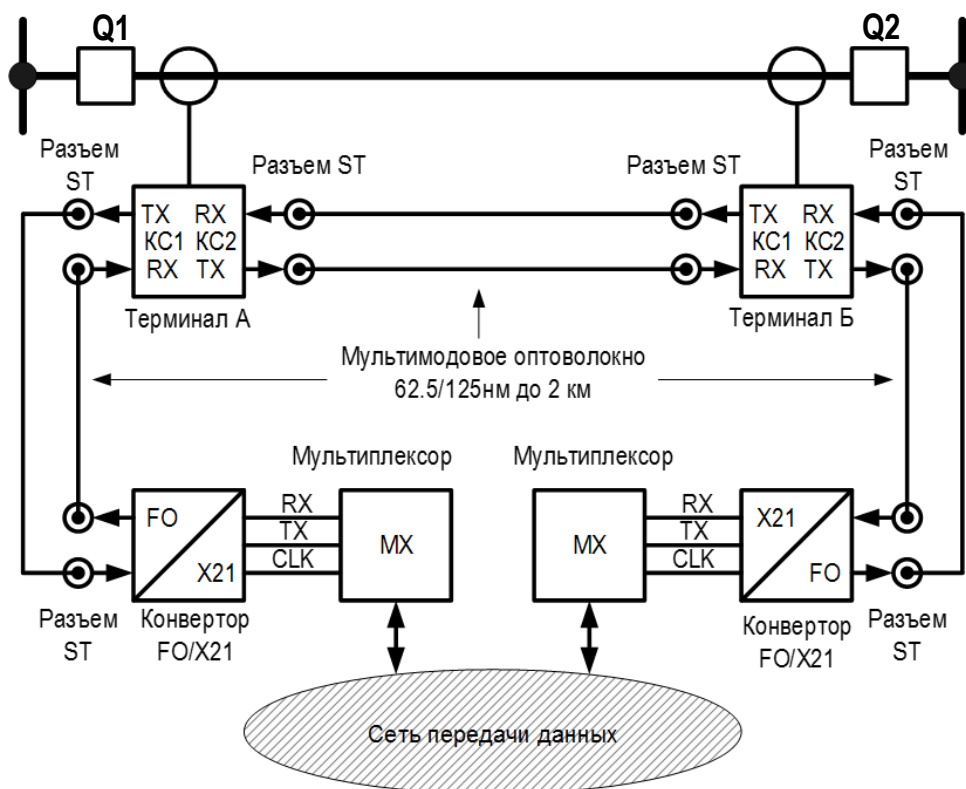 Q1
Q2
Разъем
ST
Разъем ST
Разъем ST
Разъем
ST
TX RX
КС1 КС2
RX TX
TX RX
КС1 КС2
RX TX
Терминал А
Терминал Б
Мультимодовое оптоволокно
62.5/125нм до 2 км
Мультиплексор
Мультиплексор
FO
X21
RX
TX
CLK
MX
MX
RX
TX
CLK
X21
FO
Разъем
ST
Конвертор
FO/X21
Конвертор
FO/X21
Разъем
ST
Сеть передачи данных